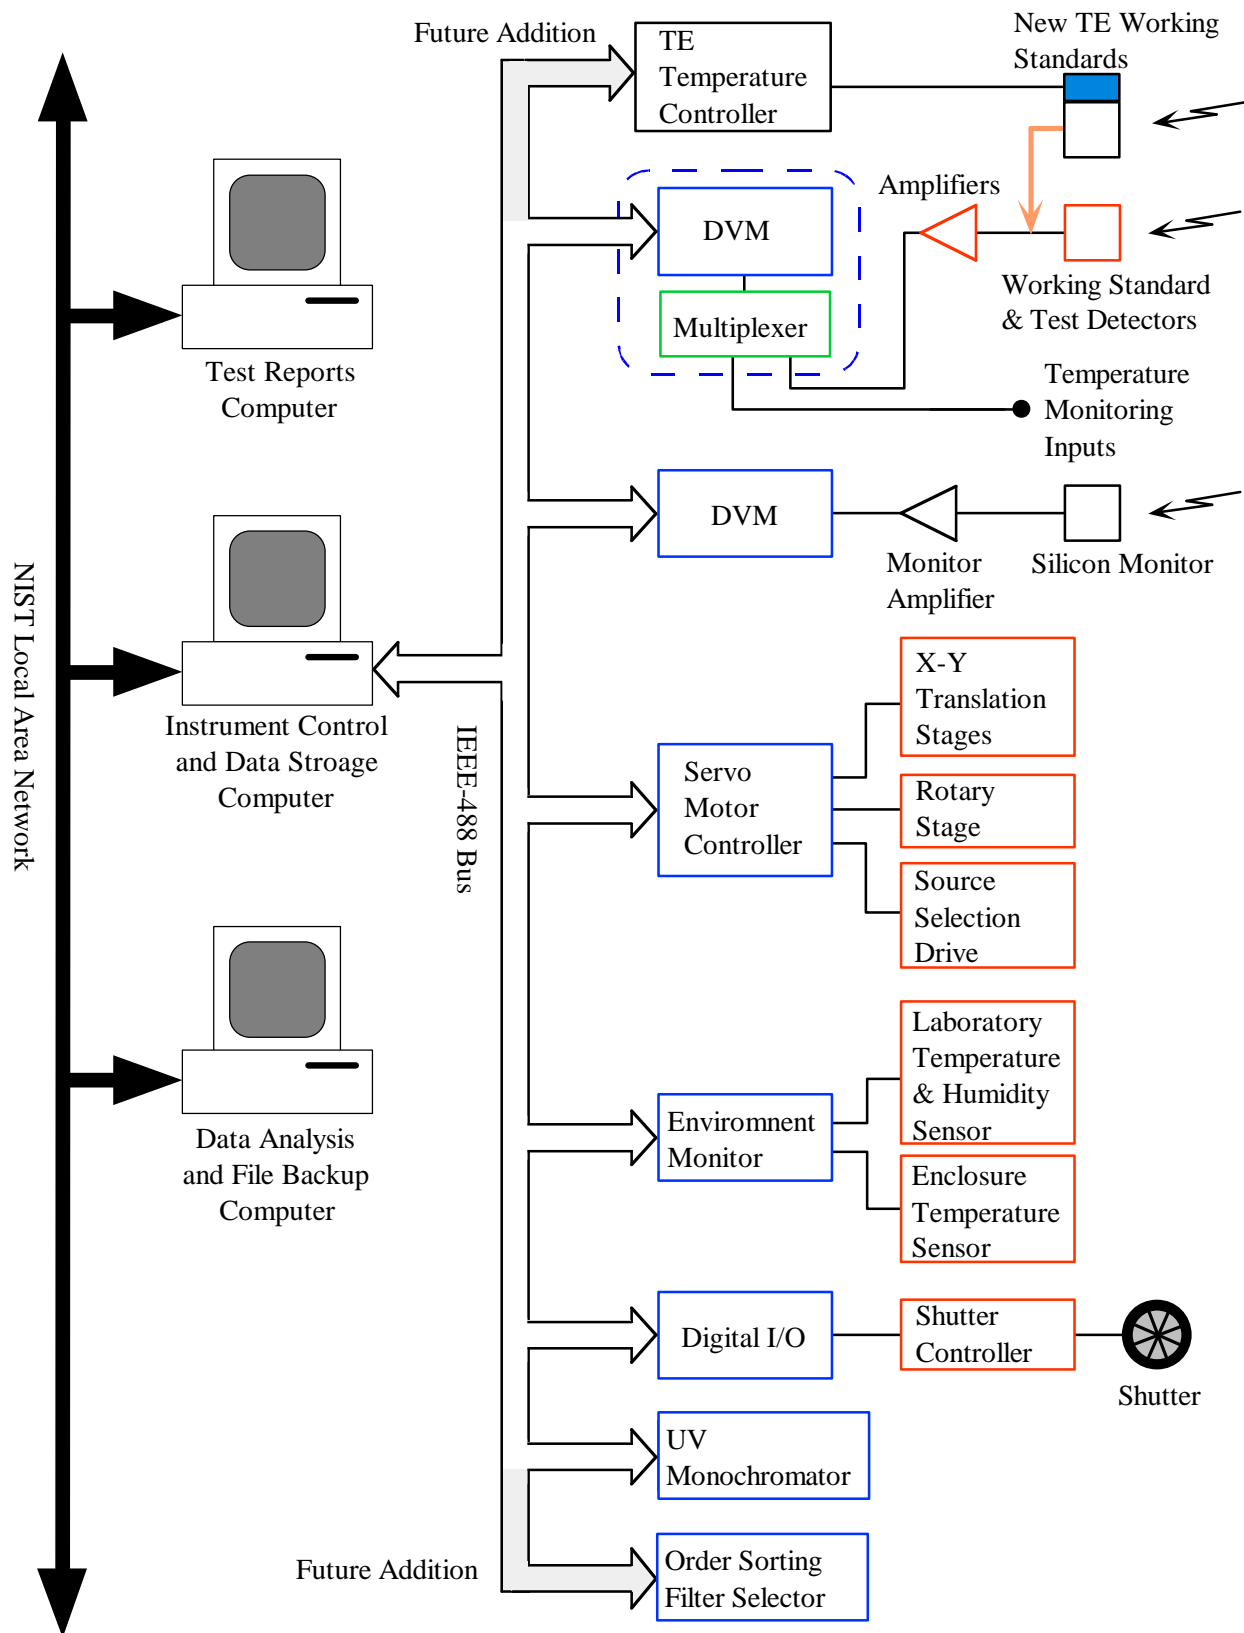 Future Addition
TE
Temperature
Controller
New TE Working
Standards
DVM
Multiplexer
Amplifiers
Working Standard
& Test Detectors
Temperature
Monitoring
Inputs
Test Reports
Computer
DVM
Monitor
Amplifier
Silicon Monitor
NIST Local Area Network
Instrument Control
and Data Stroage
Computer
IEEE-488 Bus
Servo
Motor
Controller
X-Y
Translation
Stages
Rotary
Stage
Source
Selection
Drive
Data Analysis
and File Backup
Computer
Enviromnent
Monitor
Laboratory
Temperature
& Humidity
Sensor
Enclosure
Temperature
Sensor
Digital I/O
Shutter
Controller
Shutter
UV
Monochromator
Future Addition
Order Sorting
Filter Selector